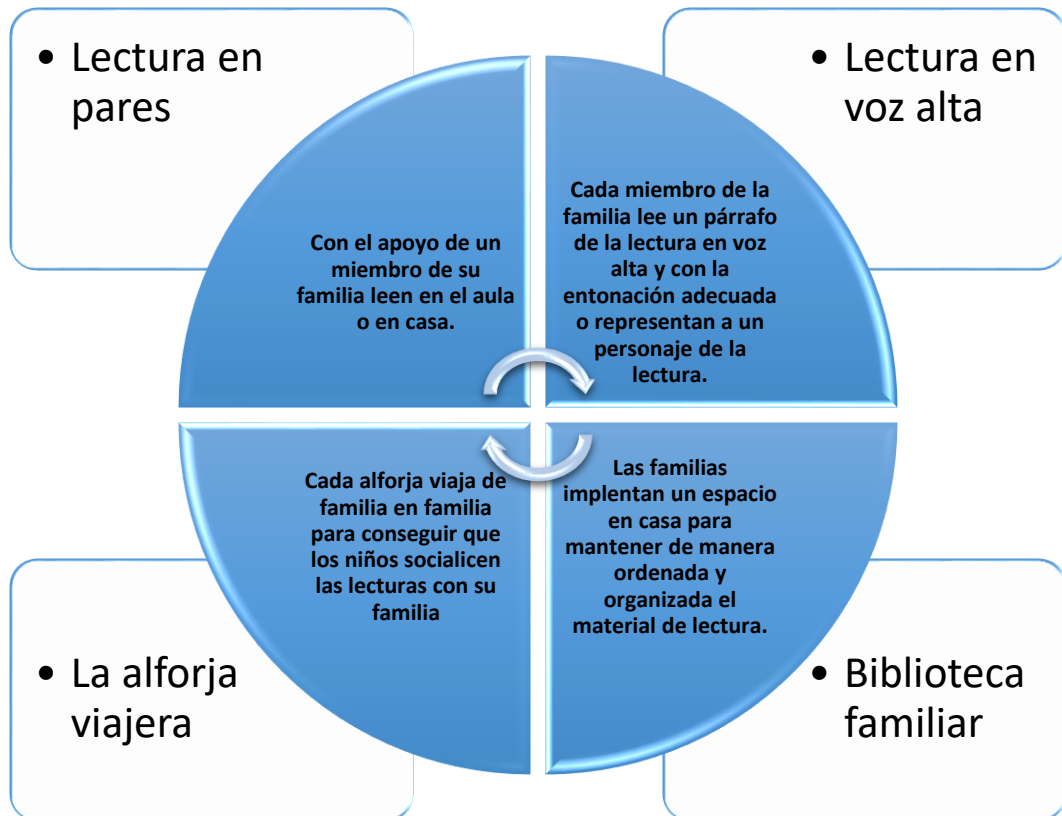 • Lectura en
pares
Con el apoyo de un
miembro de su
familia leen en el aula
o en casa.
• Lectura en
voz alta
Cada miembro de la
familia lee un párrafo
de la lectura en voz
alta y con la
entonación adecuada
o representan a un
personaje de la
lectura.
Cada alforja viaja de
familia en familia
para conseguir que
los niños socialicen
las lecturas con su
familia
• La alforja
viajera
Las familias
implentan un espacio
en casa para
mantener de manera
ordenada y
organizada el
material de lectura.
• Biblioteca
familiar